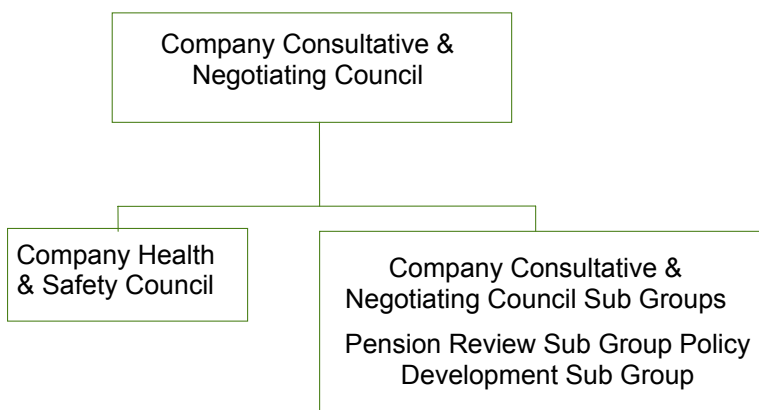 Company Consultative &
Negotiating Council
Company Health
& Safety Council
Company Consultative &
Negotiating Council Sub Groups
Pension Review Sub Group Policy
Development Sub Group